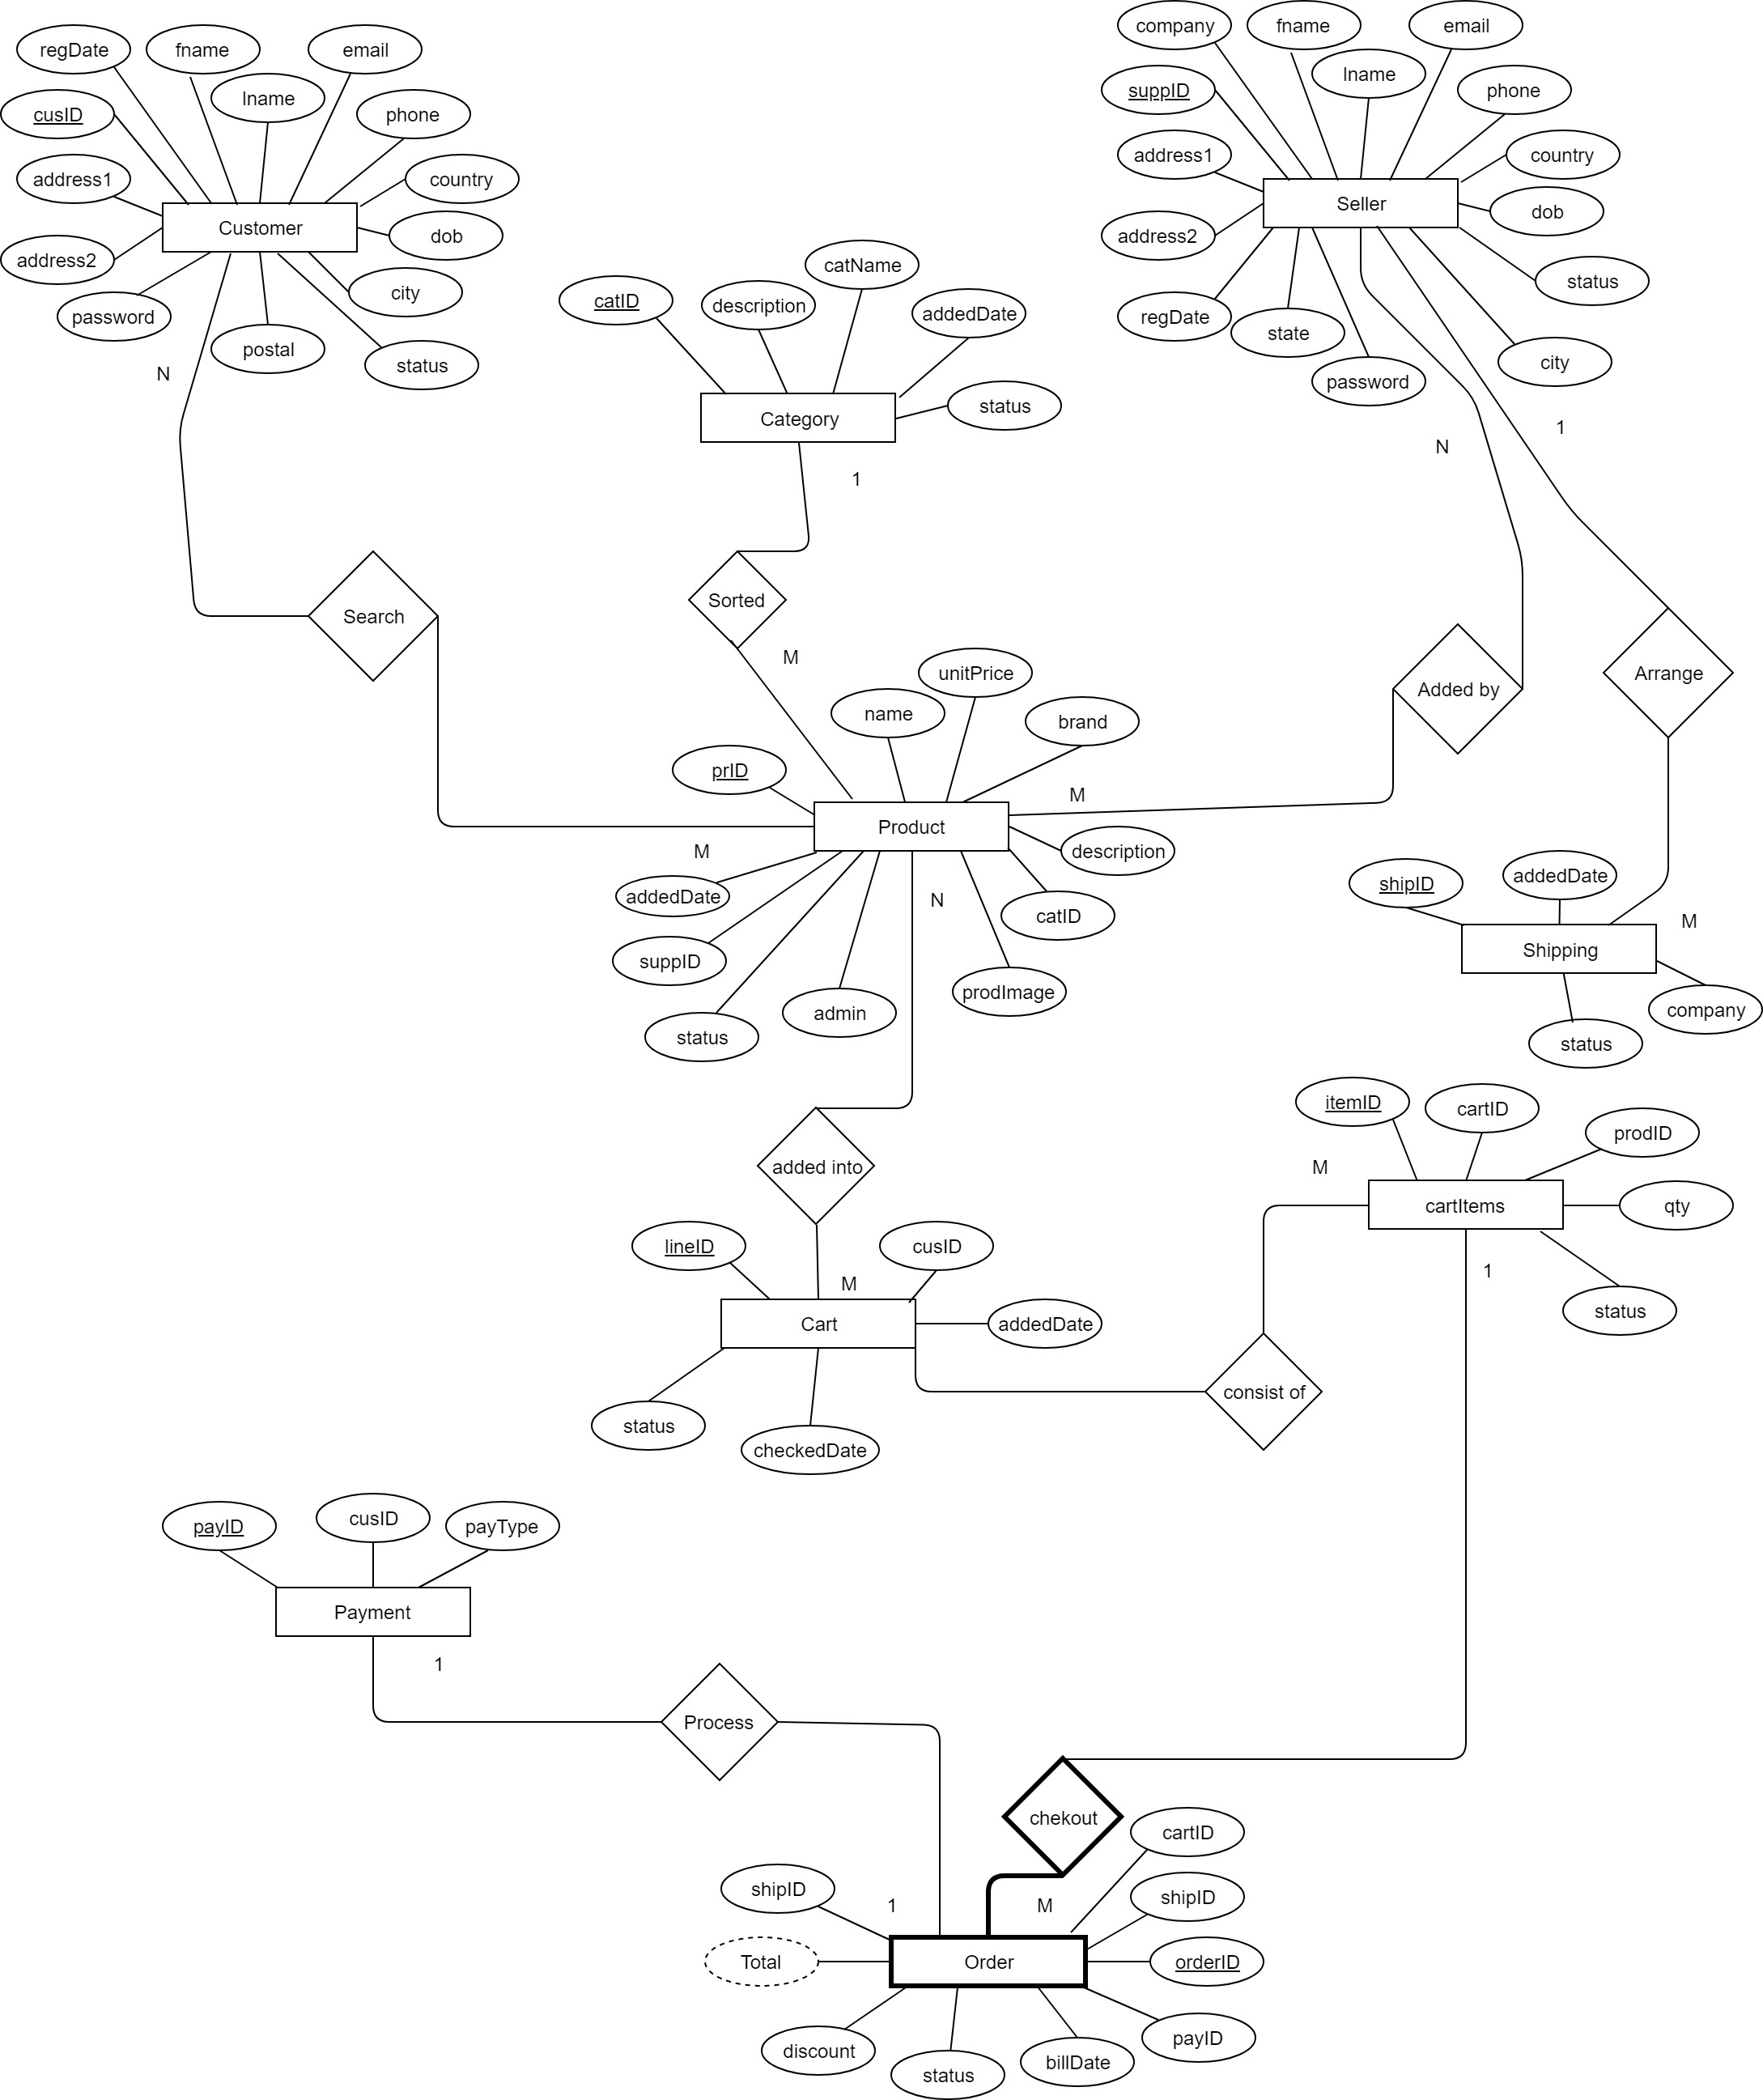 company
fname
email
regDate
fname
email
lname
lname
suppID
phone
cusID
phone
address1
country
address1
country
Customer
Seller
dob
dob
address2
address2
catName
status
city
catID
description
addedDate
password
regDate
state
postal
status
city
N
password
status
Category
1
N
1
Sorted
Search
M
unitPrice
Arrange
Added by
name
brand
prID
M
Product
M
description
shipID
addedDate
addedDate
N
catID
M
Shipping
suppID
prodImage
company
admin
status
status
itemID
cartID
prodID
added into
M
cartItems
qty
lineID
cusID
1
M
Cart
addedDate
status
consist of
status
checkedDate
payID
cusID
payType
Payment
1
Process
chekout
cartID
shipID
shipID
1
M
Total
Order
orderID
payID
discount
billDate
status